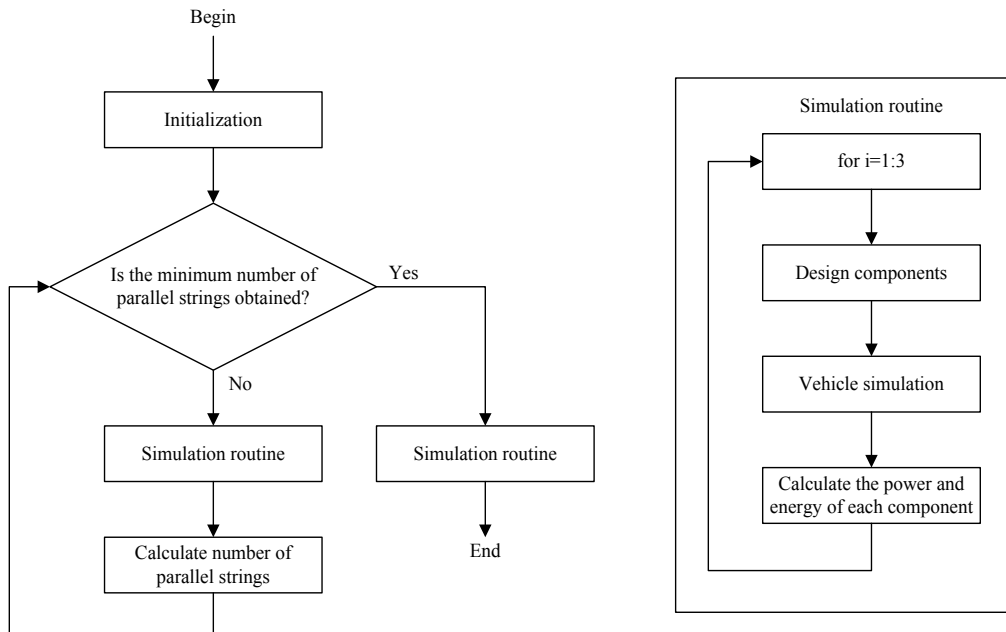 Begin
Initialization
Is the minimum number of
parallel strings obtained?
Yes
No
Simulation routine
Simulation routine
Calculate number of
parallel strings
End
Simulation routine
for i=1:3
Design components
Vehicle simulation
Calculate the power and
energy of each component